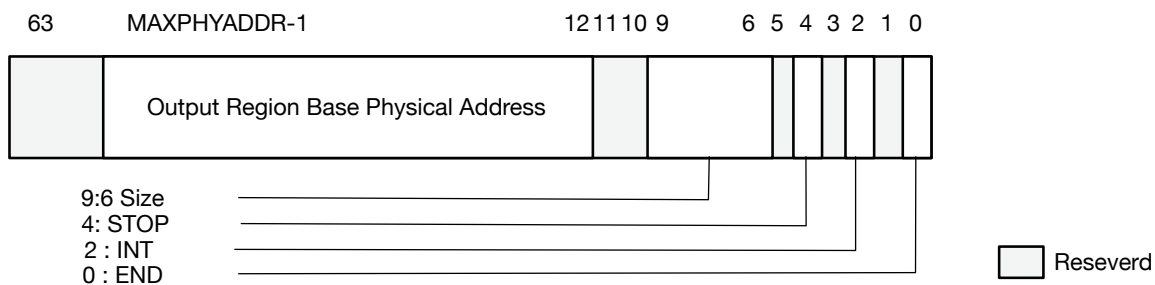 63 MAXPHYADDR-1 12 11 10 9 6 5 4 3 2 1 0
Output Region Base Physical Address
9:6 Size
4: STOP
2 : INT
0 : END
Reseverd